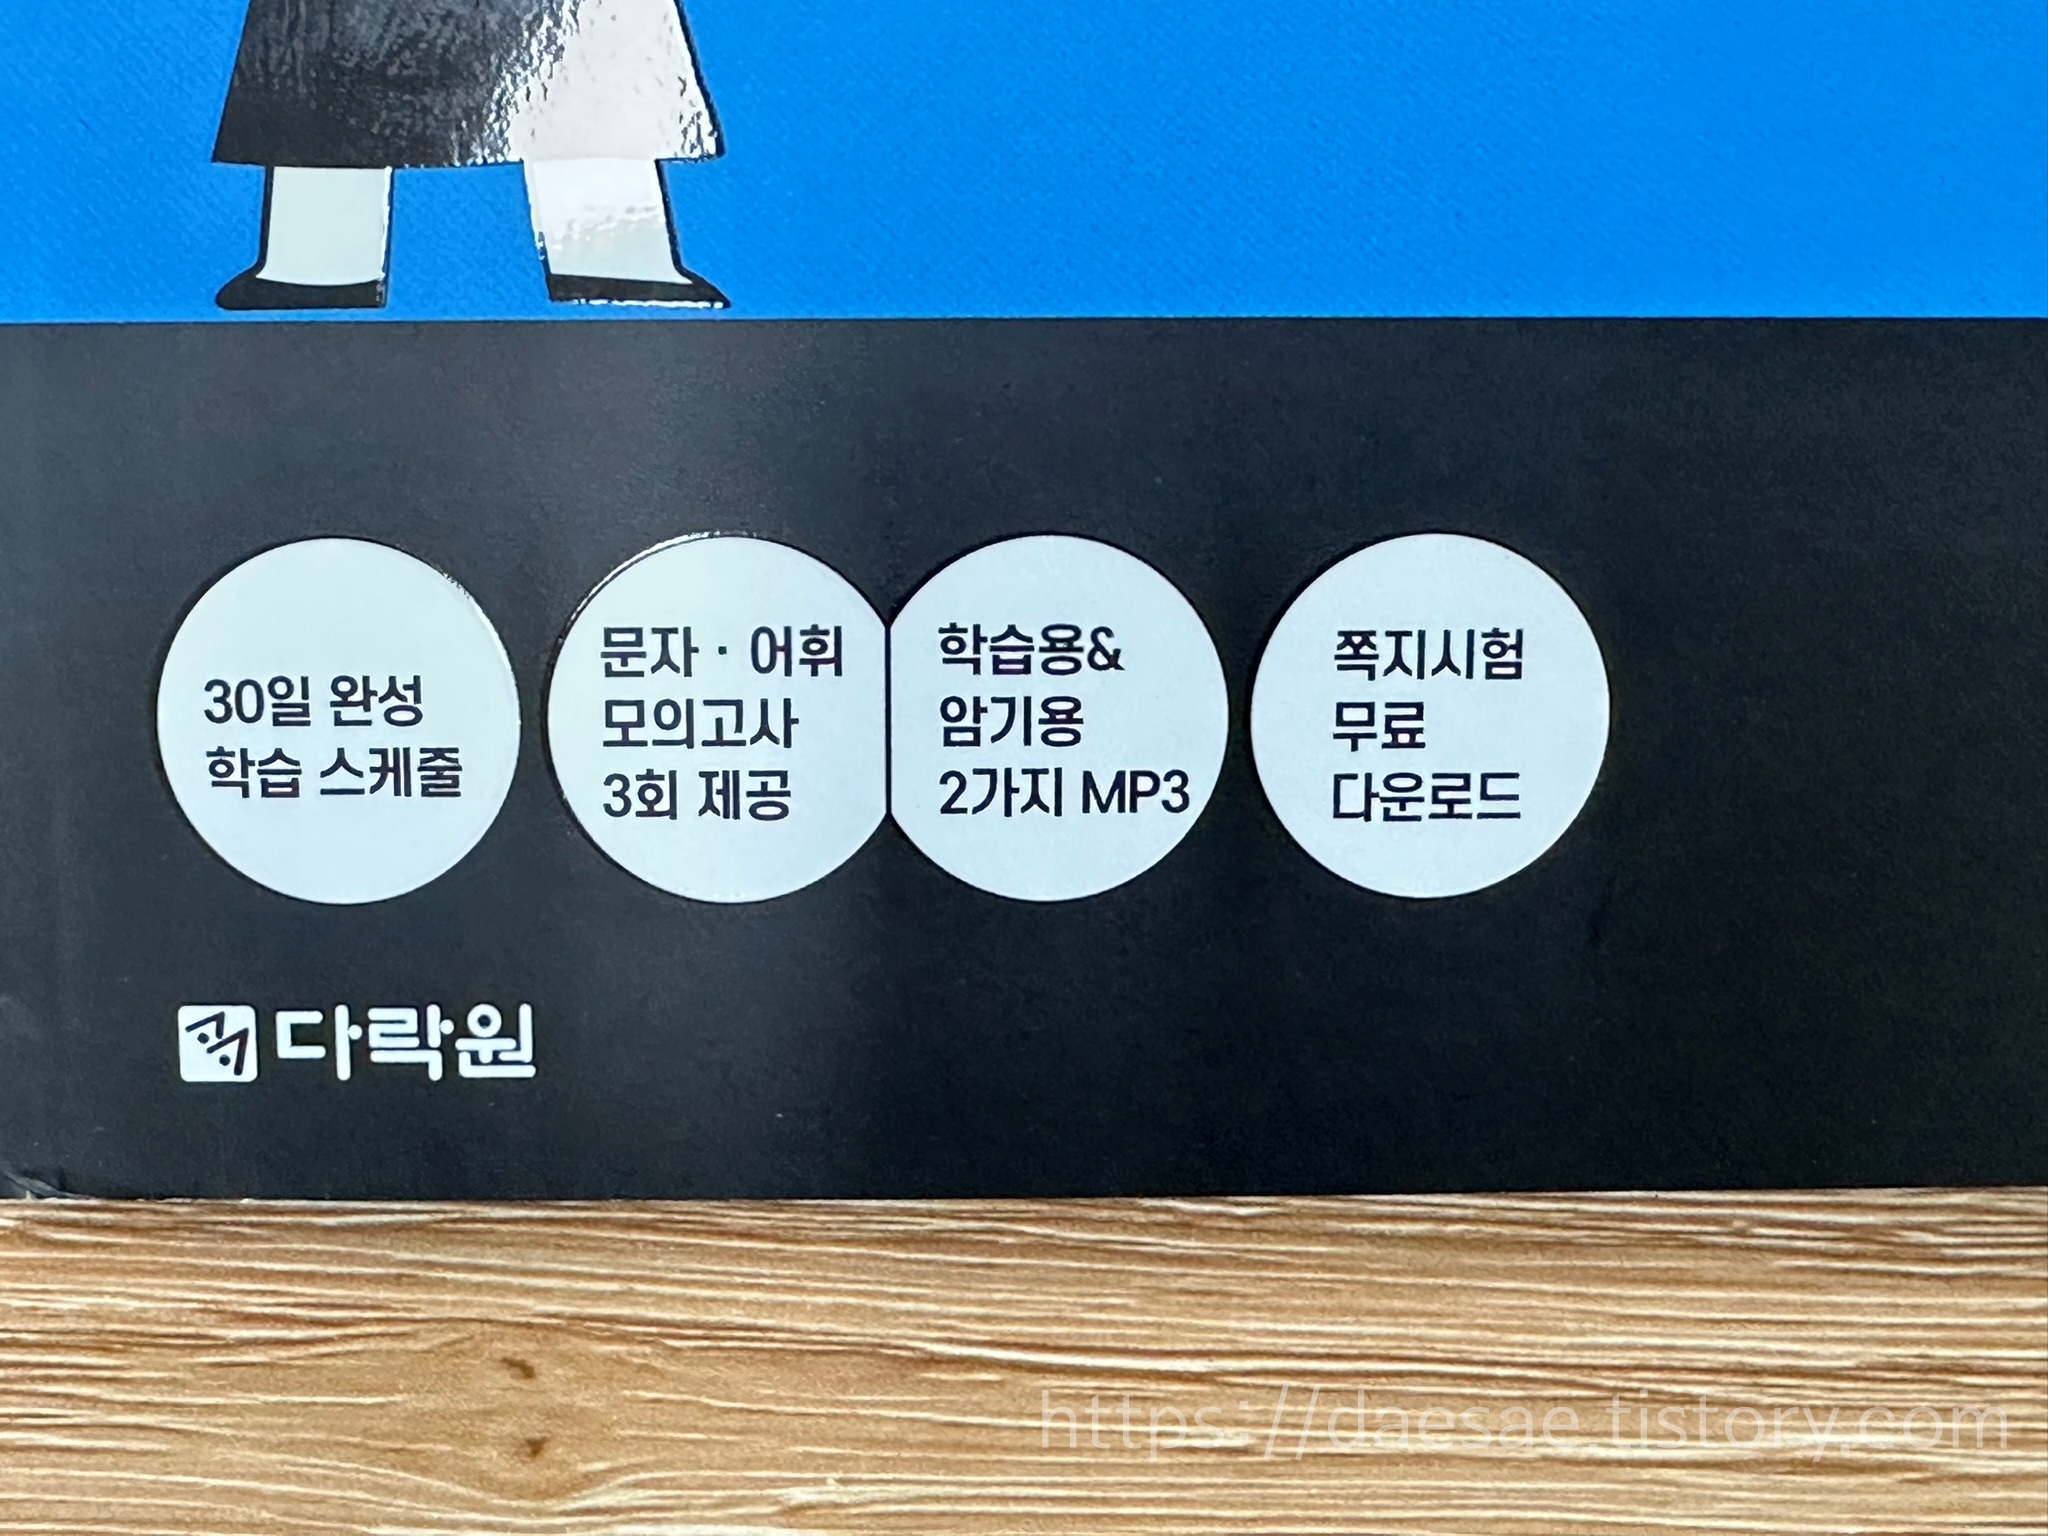 30일 완성
학습 스케줄
문자 · 어휘
모의고사
3회 제공
학습용&
암기용
2가지 MP3
쪽지시험
무료
다운로드
다락원
https://daesae.tistory.com